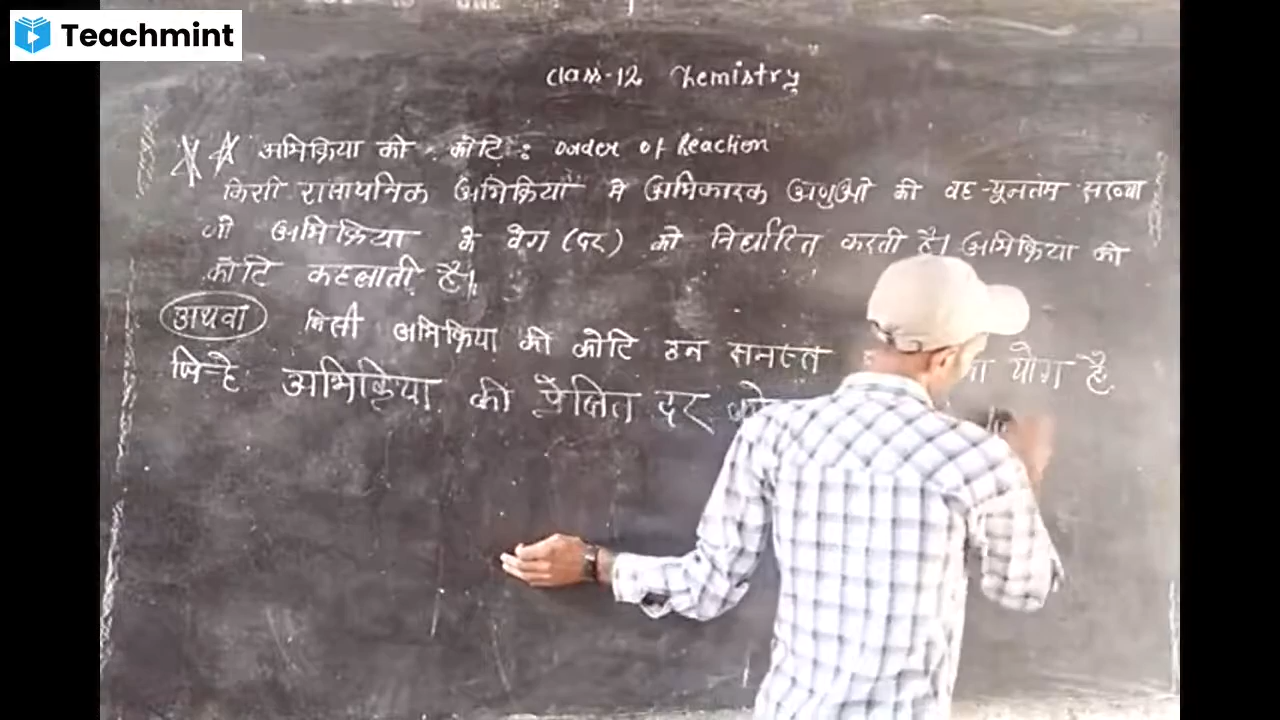 Teachmint
Class-12 Chemistry
अभिक्रिया की कोटि : Order of Reaction
किसी रासायनिक अभिक्रिया में अभिकारक अणुओ की वह न्यूनतम संख्या
जो अभिक्रिया के वेग (दर) को निर्धारित करती है। अभिक्रिया की
कोटि कहलाती है।
अथवा किसी अभिक्रिया की कोटि उन समस्त योग है
जिन्हे अभिक्रिया की प्रेक्षित दर